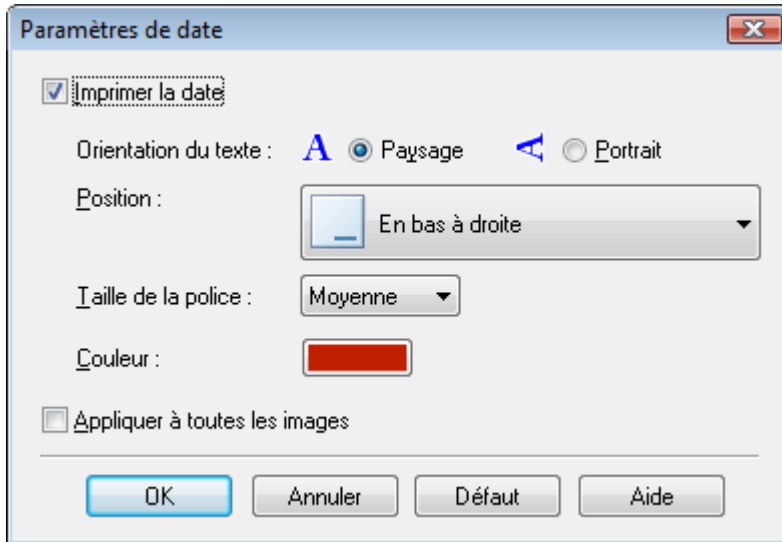 Paramètres de date
Imprimer la date
Orientation du texte : A Paysage A Portrait
Position : En bas à droite
Taille de la police : Moyenne
Couleur :
Appliquer à toutes les images
OK Annuler Défaut Aide